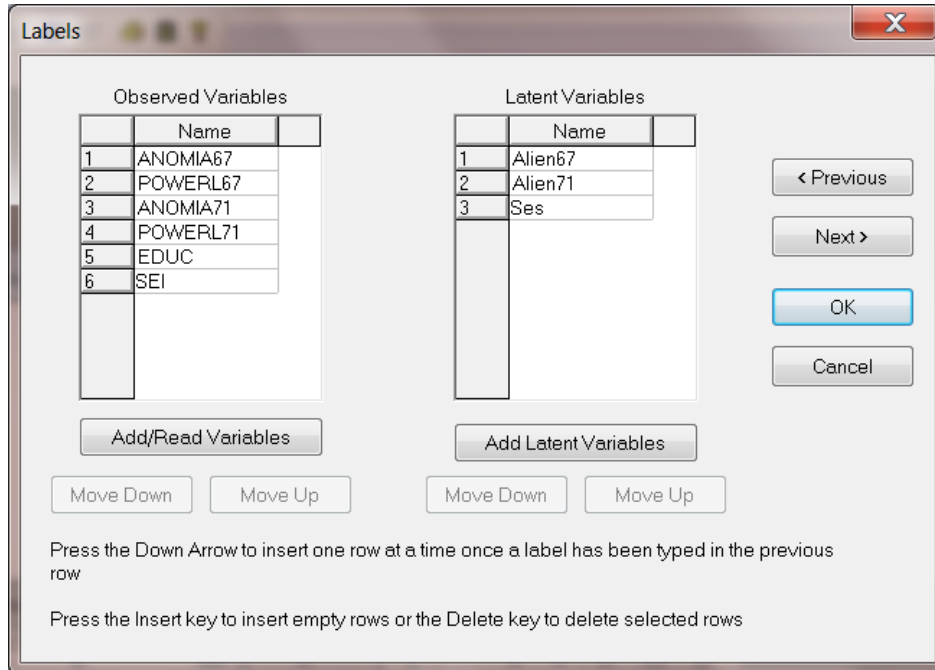 Labels
X
Observed Variables
Name
1 ANOMIA67
2 POWERL67
3 ANOMIA71
4 POWERL71
5 EDUC
6 SEI
Add/Read Variables
Move Down Move Up
Latent Variables
Name
1 Alien67
2 Alien71
3 Ses
Add Latent Variables
Move Down Move Up
< Previous
Next >
OK
Cancel
Press the Down Arrow to insert one row at a time once a label has been typed in the previous
row
Press the Insert key to insert empty rows or the Delete key to delete selected rows